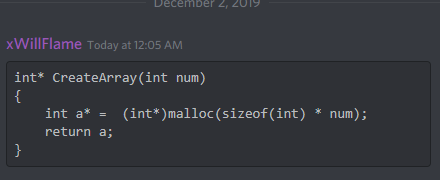 December 2, 2019
xWillFlame Today at 12:05 AM
int* CreateArray(int num)
{
    int a* =  (int*)malloc(sizeof(int) * num);
    return a;
}